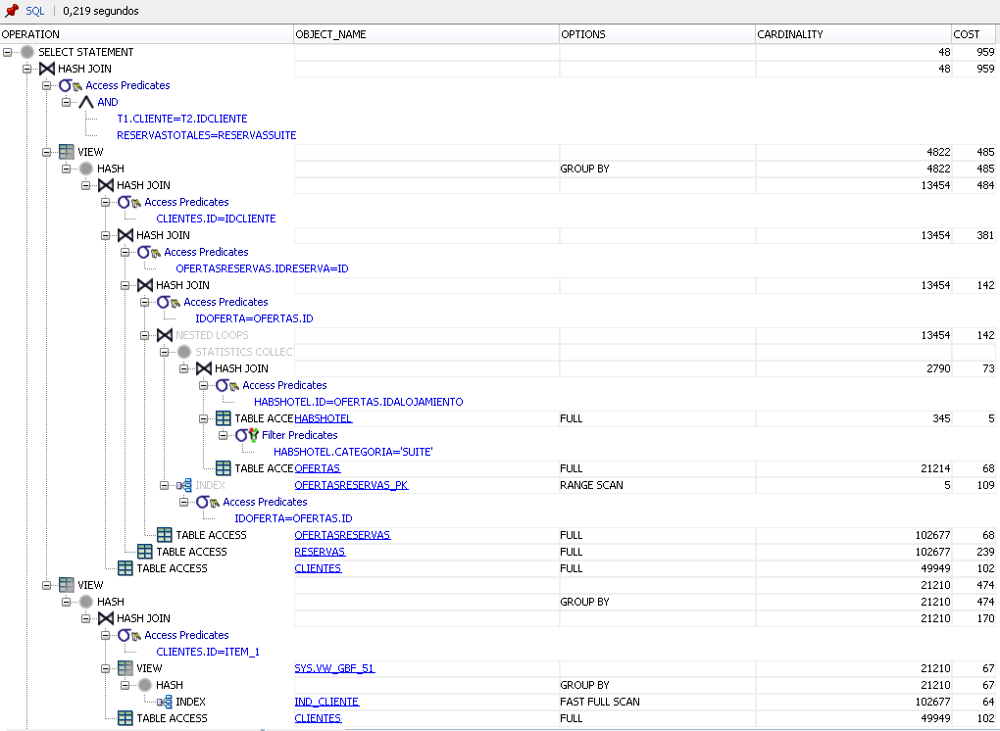 SQL | 0,219 segundos
OPERATION OBJECT_NAME OPTIONS CARDINALITY COST
SELECT STATEMENT 48 959
HASH JOIN 48 959
Access Predicates
AND
T1.CLIENTE=T2.IDCLIENTE
RESERVASTOTALES=RESERVASSUITE
VIEW 4822 485
HASH GROUP BY 4822 485
HASH JOIN 13454 484
Access Predicates
CLIENTES.ID=IDCLIENTE
HASH JOIN 13454 381
Access Predicates
OFERTASRESERVAS.IDRESERVA=ID
HASH JOIN 13454 142
Access Predicates
IDOFERTA=OFERTAS.ID
NESTED LOOPS 13454 142
STATISTICS COLLECT
HASH JOIN 2790 73
Access Predicates
HABSHOTEL.ID=OFERTAS.IDALOJAMIENTO
TABLE ACCE HABSHOTEL FULL 345 5
Filter Predicates
HABSHOTEL.CATEGORIA='SUITE'
TABLE ACCE OFERTAS FULL 21214 68
INDEX OFERTASRESERVAS_PK RANGE SCAN 5 109
Access Predicates
IDOFERTA=OFERTAS.ID
TABLE ACCESS OFERTASRESERVAS FULL 102677 68
TABLE ACCESS RESERVAS FULL 102677 239
TABLE ACCESS CLIENTES FULL 49949 102
VIEW 21210 474
HASH GROUP BY 21210 474
HASH JOIN 21210 170
Access Predicates
CLIENTES.ID=ITEM_1
VIEW SYS.VW_GBF_51 21210 67
HASH GROUP BY 21210 67
INDEX IND_CLIENTE FAST FULL SCAN 102677 64
TABLE ACCESS CLIENTES FULL 49949 102